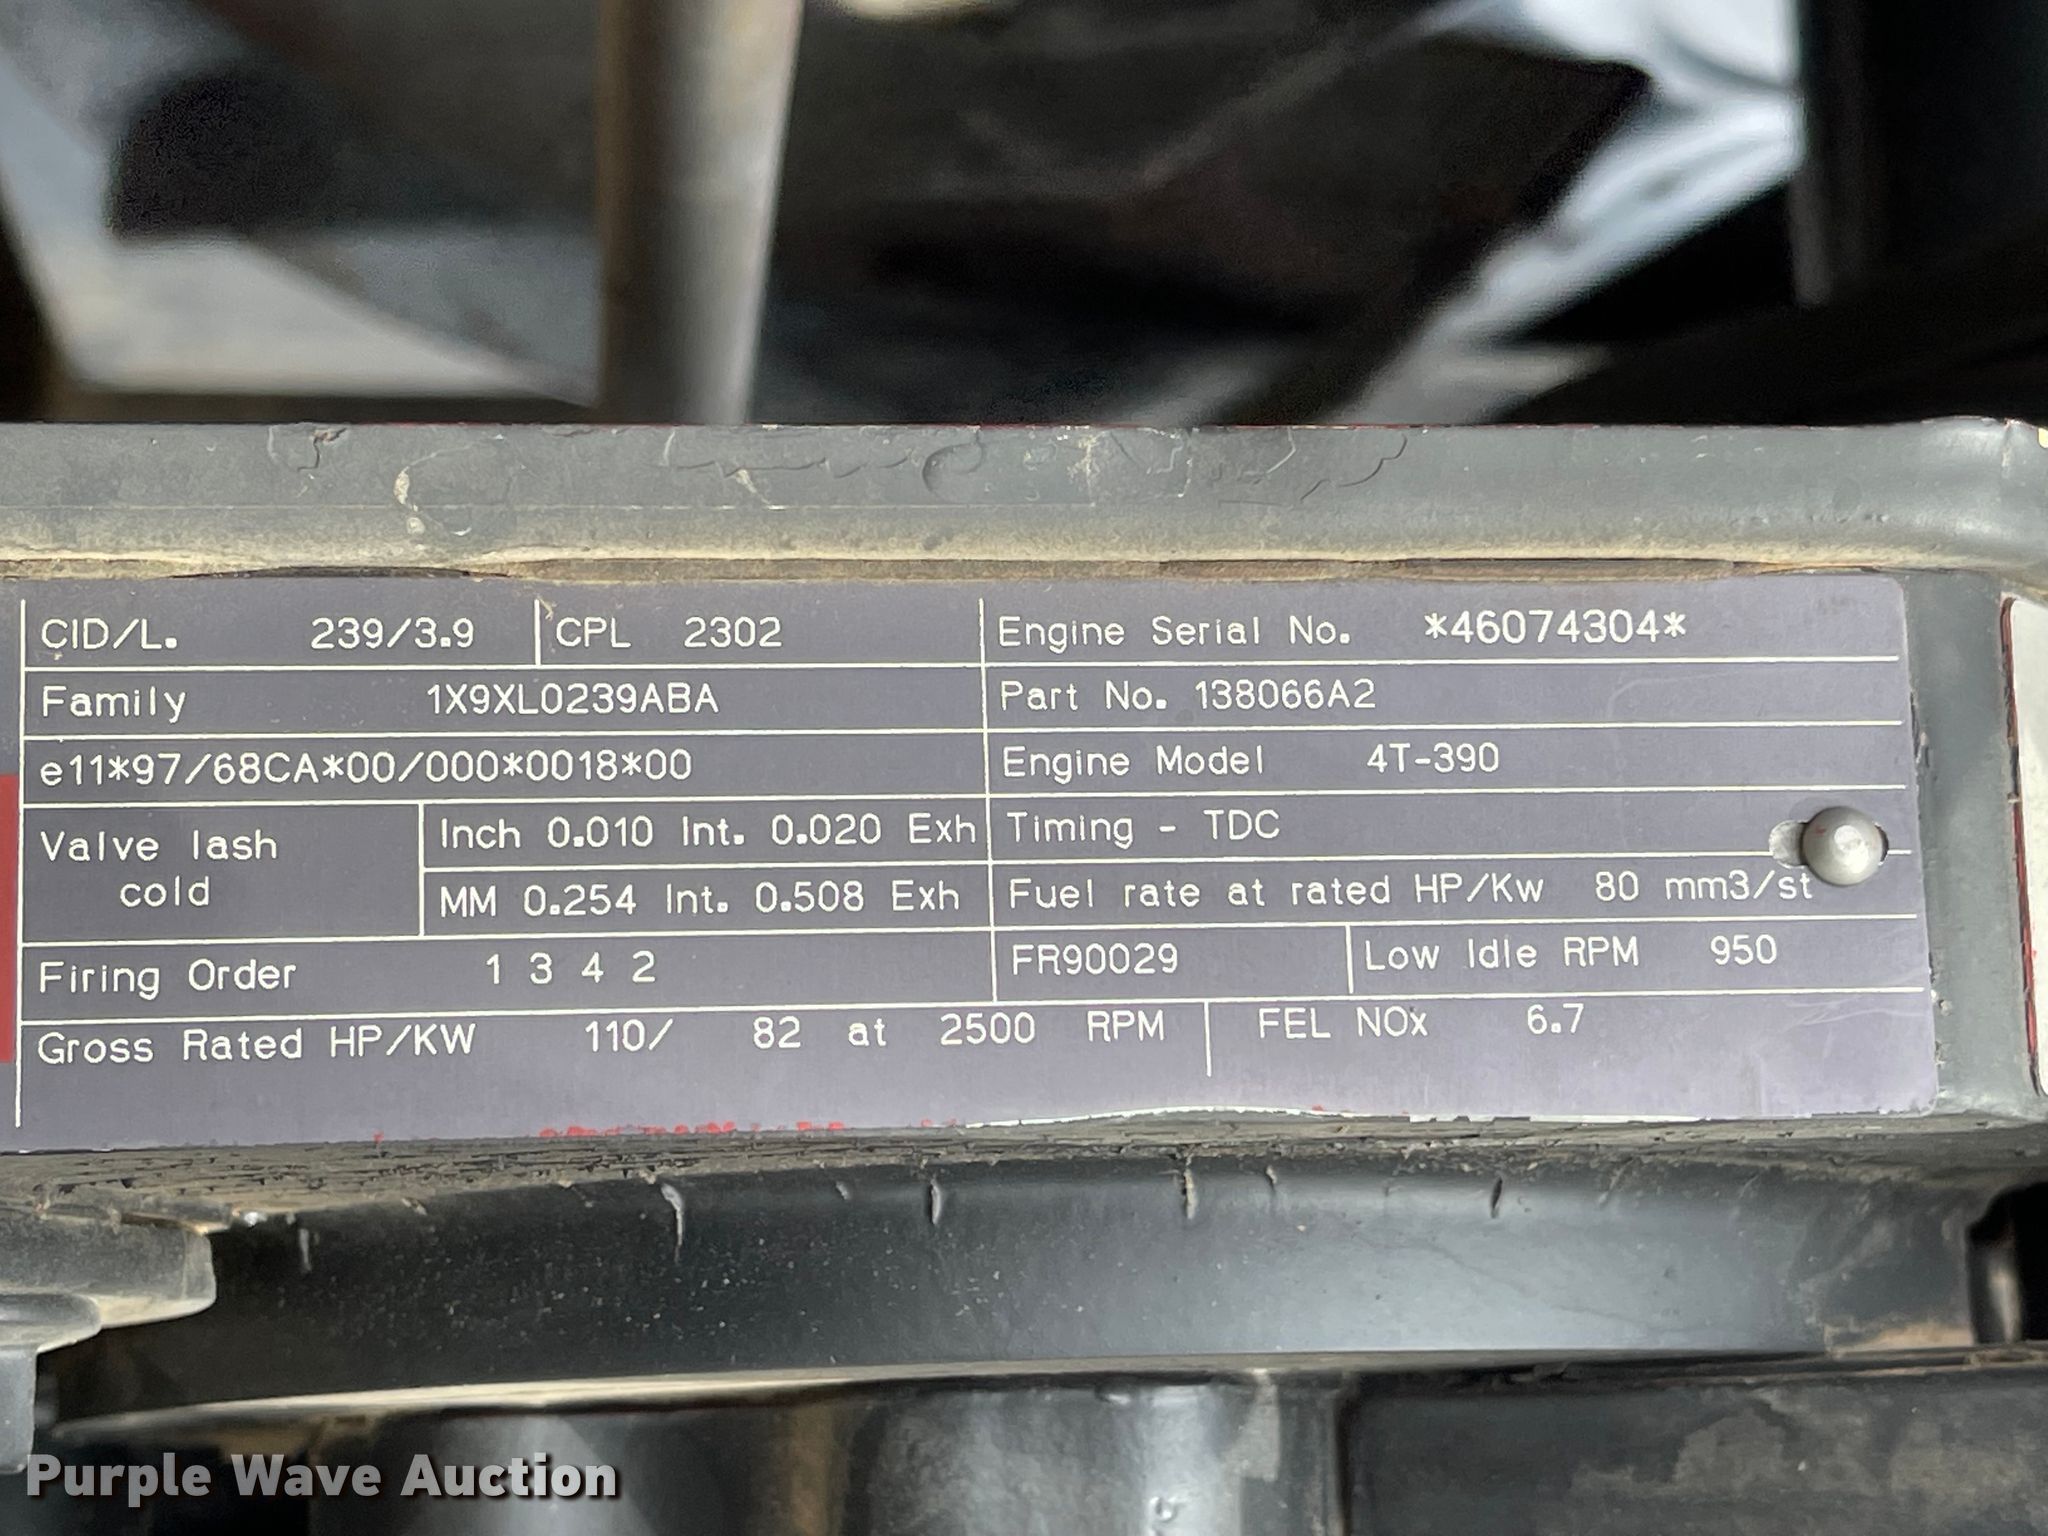 CID/L. 239/3.9 CPL 2302 Engine Serial No. *46074304*
Family 1X9XL0239ABA Part No. 138066A2
e11*97/68CA*00/000*0018*00 Engine Model 4T-390
Valve lash cold Inch 0.010 Int. 0.020 Exh Timing - TDC
MM 0.254 Int. 0.508 Exh Fuel rate at rated HP/Kw 80 mm3/st
Firing Order 1 3 4 2 FR90029 Low Idle RPM 950
Gross Rated HP/KW 110/ 82 at 2500 RPM FEL NOx 6.7
Purple Wave Auction